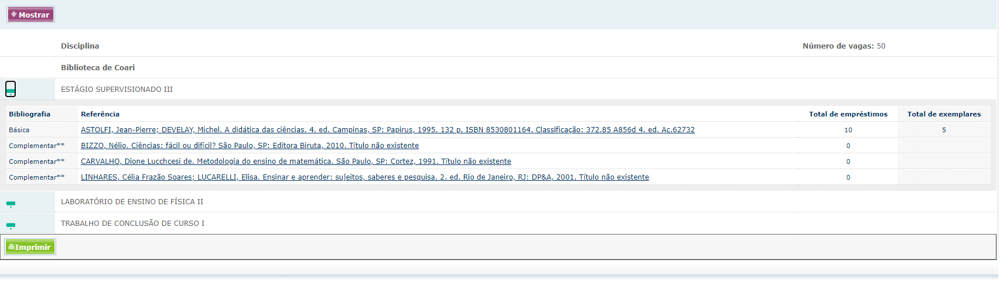 Mostrar
Disciplina Número de vagas: 50
Biblioteca de Coari
ESTÁGIO SUPERVISIONADO III
Bibliografia Referência Total de empréstimos Total de exemplares
Básica ASTOLFI, Jean-Pierre; DEVELAY, Michel. A didática das ciências. 4. ed. Campinas, SP: Papirus, 1995. 132 p. ISBN 8530801164. Classificação: 372.85 A856d 4. ed. Ac.62732 10 5
Complementar** BIZZO, Nélio. Ciências: fácil ou difícil? São Paulo, SP: Editora Biruta, 2010. Título não existente 0
Complementar** CARVALHO, Dione Lucchcesi de. Metodologia do ensino de matemática. São Paulo, SP: Cortez, 1991. Título não existente 0
Complementar** LINHARES, Célia Frazão Soares; LUCARELLI, Elisa. Ensinar e aprender: sujeitos, saberes e pesquisa. 2. ed. Rio de Janeiro, RJ: DP&A, 2001. Título não existente 0
LABORATÓRIO DE ENSINO DE FÍSICA II
TRABALHO DE CONCLUSÃO DE CURSO I
Imprimir